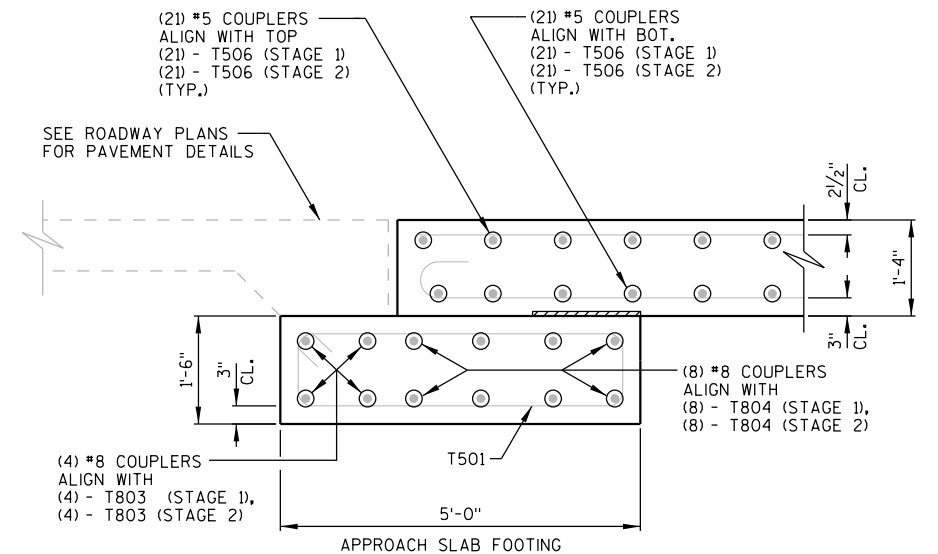 (21) #5 COUPLERS
ALIGN WITH TOP
(21) - T506 (STAGE 1)
(21) - T506 (STAGE 2)
(TYP.)
(21) #5 COUPLERS
ALIGN WITH BOT.
(21) - T506 (STAGE 1)
(21) - T506 (STAGE 2)
(TYP.)
SEE ROADWAY PLANS
FOR PAVEMENT DETAILS
2½"
CL.
1'-4"
3"
CL.
1'-6"
3"
CL.
(8) #8 COUPLERS
ALIGN WITH
(8) - T804 (STAGE 1),
(8) - T804 (STAGE 2)
(4) #8 COUPLERS
ALIGN WITH
(4) - T803 (STAGE 1),
(4) - T803 (STAGE 2)
T501
5'-0"
APPROACH SLAB FOOTING